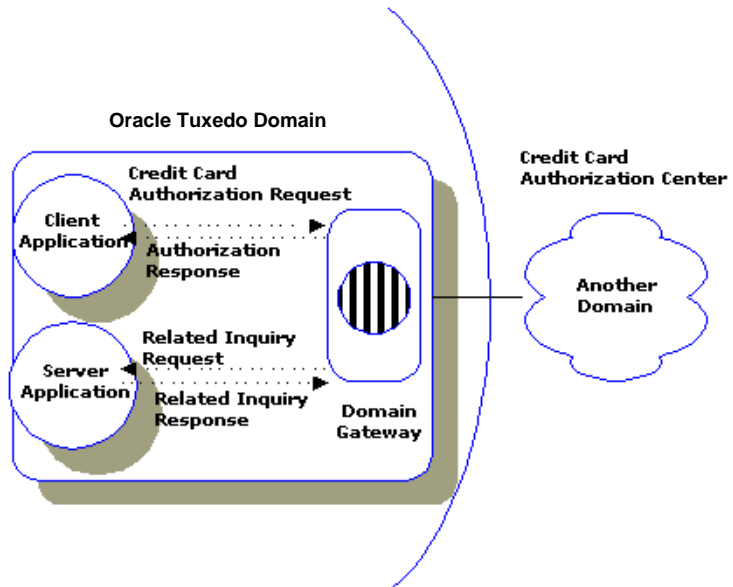 Oracle Tuxedo Domain
Credit Card
Authorization Request
Client
Application
Authorization
Response
Related Inquiry
Request
Server
Application
Related Inquiry
Response
Domain
Gateway
Credit Card
Authorization Center
Another
Domain